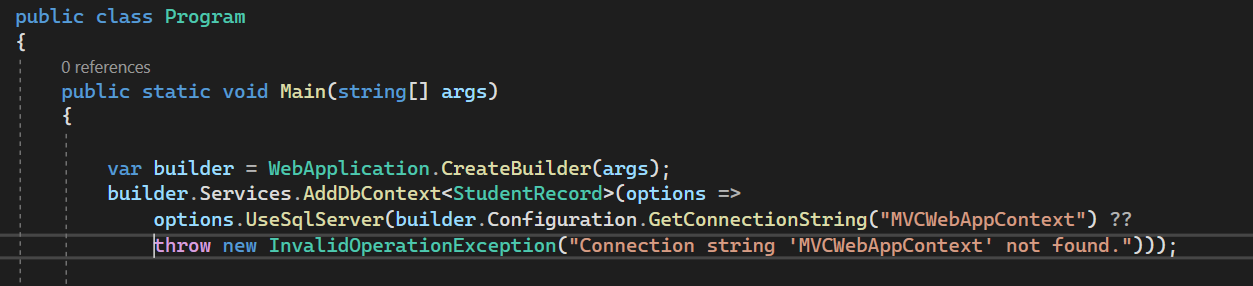 public class Program
{
0 references
public static void Main(string[] args)
{
var builder = WebApplication.CreateBuilder(args);
builder.Services.AddDbContext<StudentRecord>(options =>
options.UseSqlServer(builder.Configuration.GetConnectionString("MVCWebAppContext") ??
throw new InvalidOperationException("Connection string 'MVCWebAppContext' not found.")));